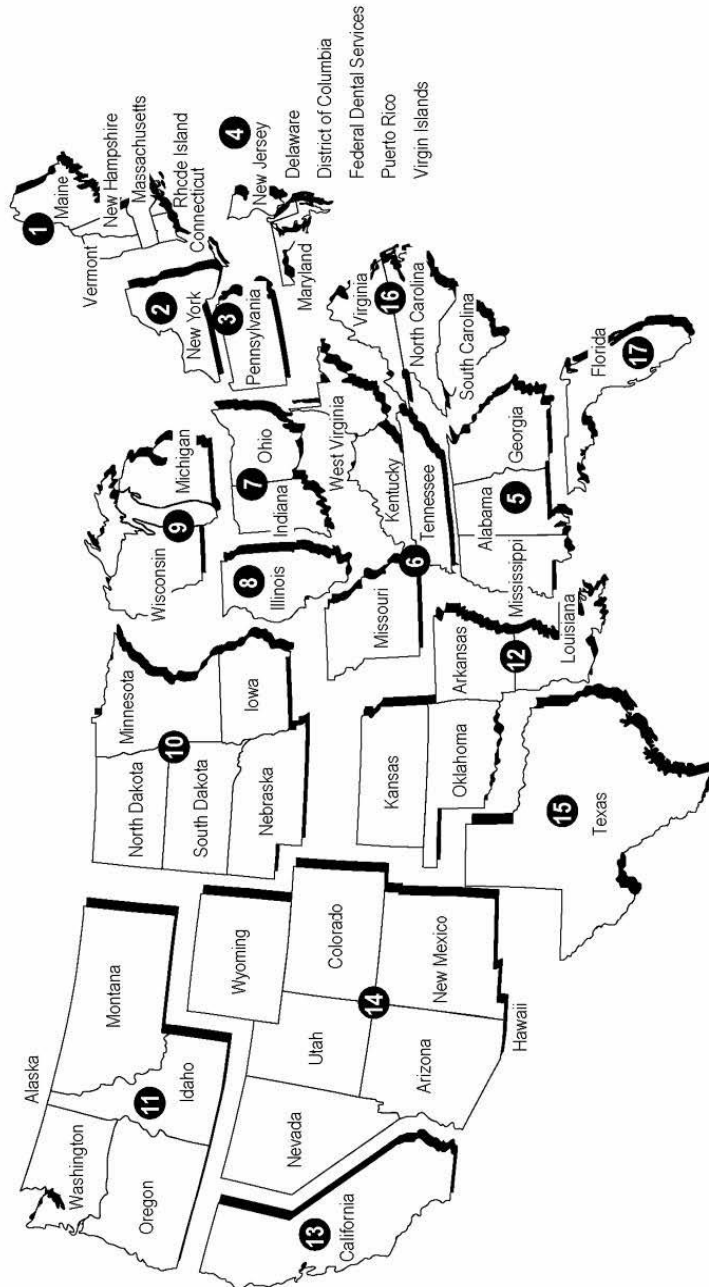 Alaska
Washington
Montana
Oregon
11
Idaho
Wyoming
Nevada
Utah
Colorado
14
13
California
Arizona
New Mexico
Hawaii
North Dakota
Minnesota
10
South Dakota
Nebraska
Iowa
Kansas
Oklahoma
Arkansas
12
Louisiana
15
Texas
Wisconsin
9
Michigan
8
Illinois
7
Indiana
Ohio
Missouri
6
West Virginia
Kentucky
Tennessee
Mississippi
Alabama
5
Georgia
Florida
17
1
Maine
Vermont
New Hampshire
Massachusetts
Rhode Island
Connecticut
2
New York
3
Pennsylvania
4
New Jersey
Maryland
Delaware
District of Columbia
Federal Dental Services
Puerto Rico
Virgin Islands
Virginia
16
North Carolina
South Carolina